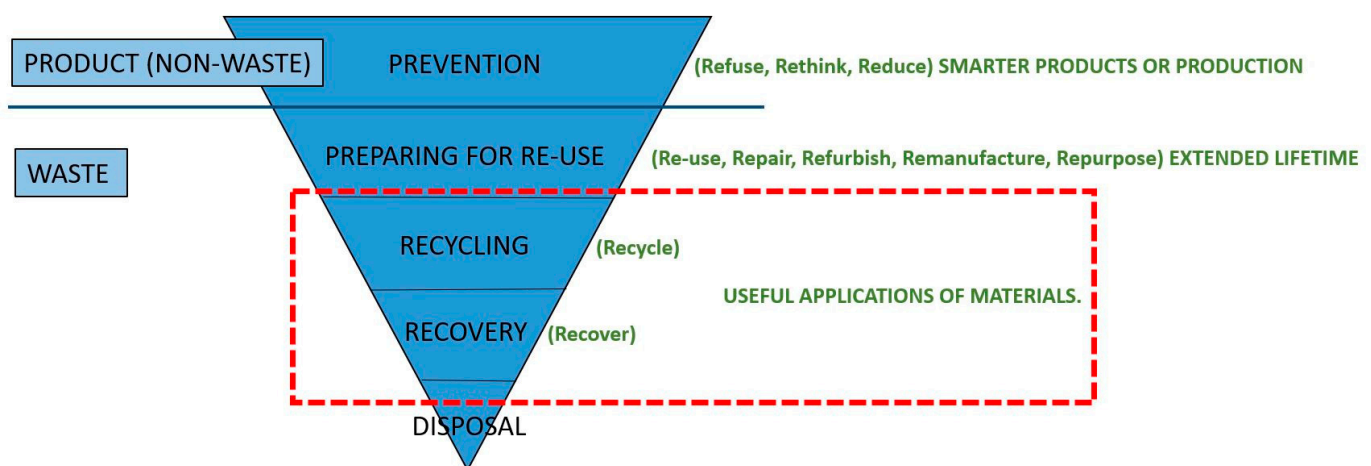 PRODUCT (NON-WASTE)
PREVENTION
(Refuse, Rethink, Reduce) SMARTER PRODUCTS OR PRODUCTION
WASTE
PREPARING FOR RE-USE
(Re-use, Repair, Refurbish, Remanufacture, Repurpose) EXTENDED LIFETIME
RECYCLING
(Recycle)
USEFUL APPLICATIONS OF MATERIALS.
RECOVERY
(Recover)
DISPOSAL